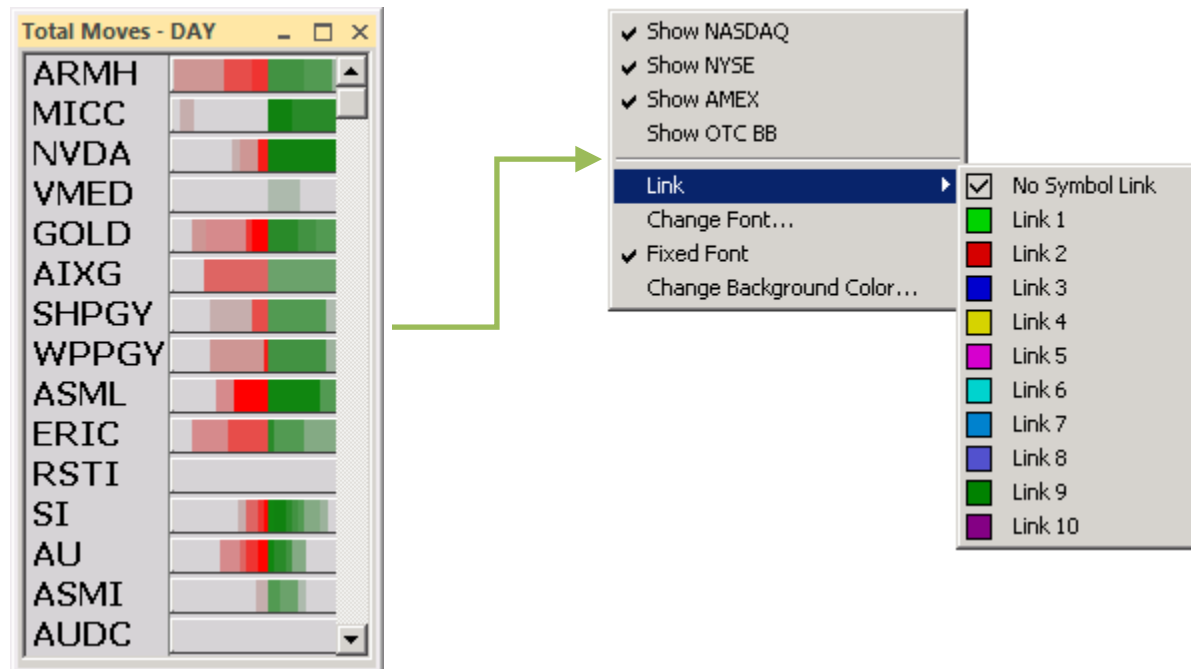 Total Moves - DAY
ARMH
MICC
NVDA
VMED
GOLD
AIXG
SHPGY
WPPGY
ASML
ERIC
RSTI
SI
AU
ASMI
AUDC
Show NASDAQ
Show NYSE
Show AMEX
Show OTC BB
Link
Change Font...
Fixed Font
Change Background Color...
No Symbol Link
Link 1
Link 2
Link 3
Link 4
Link 5
Link 6
Link 7
Link 8
Link 9
Link 10